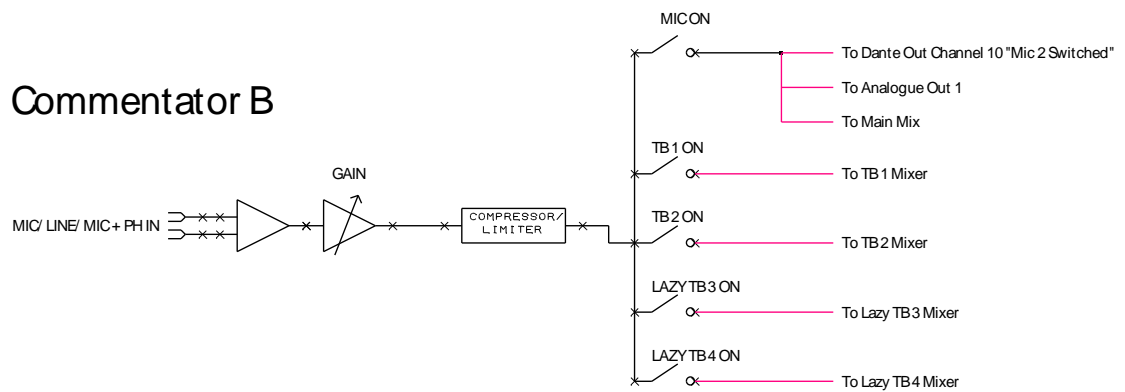 MIC ON
To Dante Out Channel 10 "Mic 2 Switched"
To Analogue Out 1
To Main Mix
Commentator B
TB1 ON
To TB1 Mixer
GAIN
MIC/ LINE/ MIC + PH IN
COMPRESSOR/
LIMITER
TB2 ON
To TB2 Mixer
LAZY TB3 ON
To Lazy TB3 Mixer
LAZY TB4 ON
To Lazy TB4 Mixer